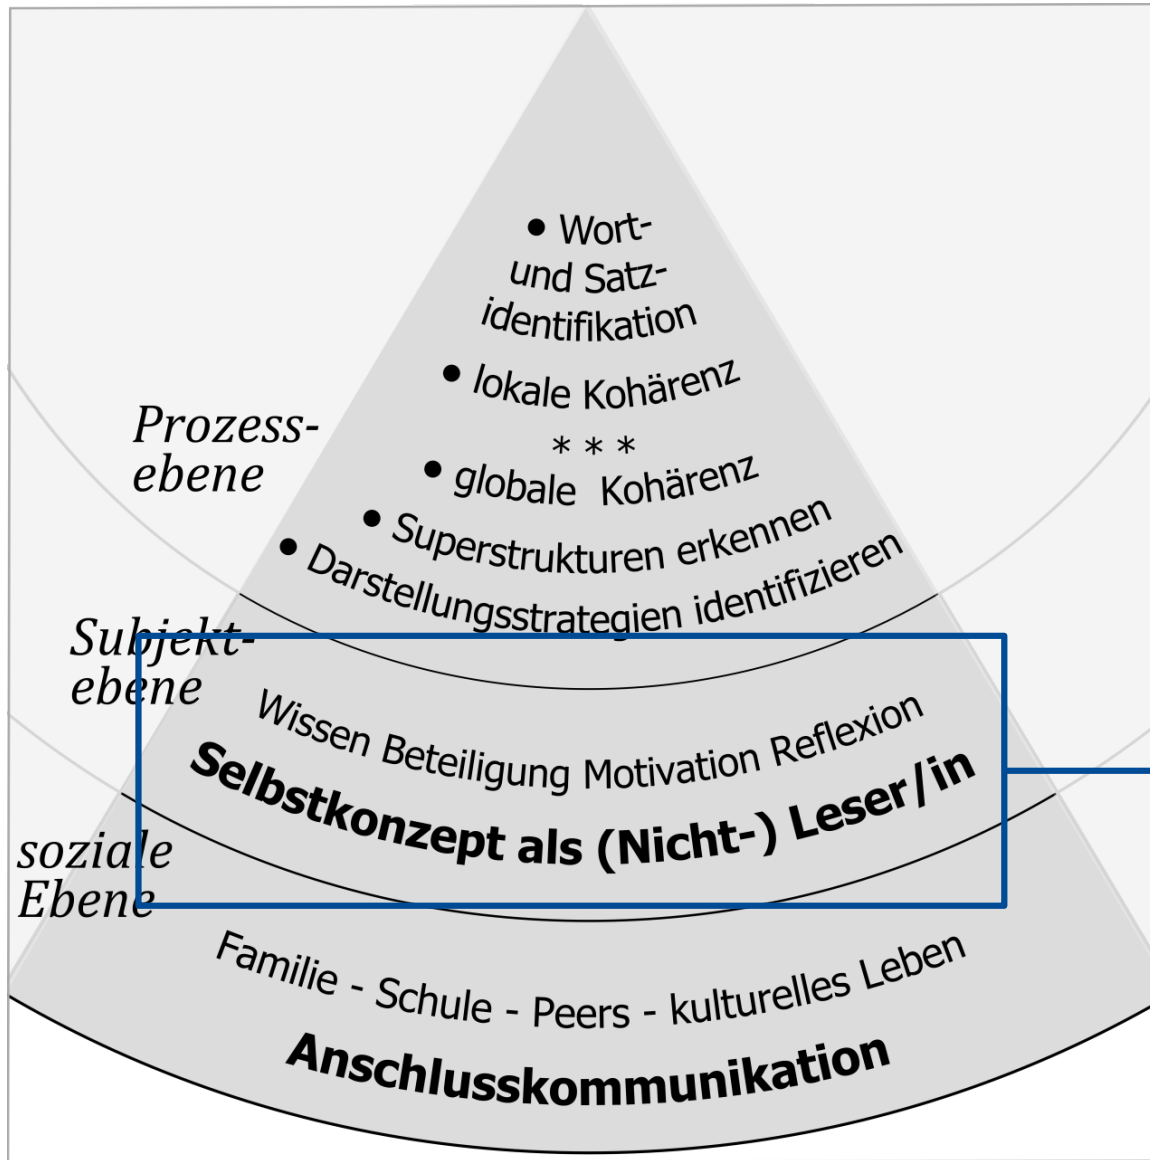 • Wort-
und Satz-
identifikation
• lokale Kohärenz
* * *
Prozess-
ebene
• globale Kohärenz
• Superstrukturen erkennen
• Darstellungsstrategien identifizieren
Subjekt-
ebene
Wissen Beteiligung Motivation Reflexion
Selbstkonzept als (Nicht-) Leser/in
soziale
Ebene
Familie - Schule - Peers - kulturelles Leben
Anschlusskommunikation